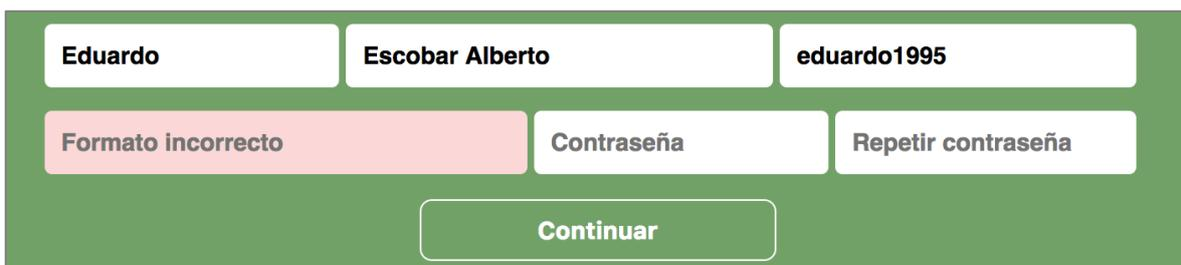 Eduardo Escobar Alberto eduardo1995
Formato incorrecto Contraseña Repetir contraseña
Continuar